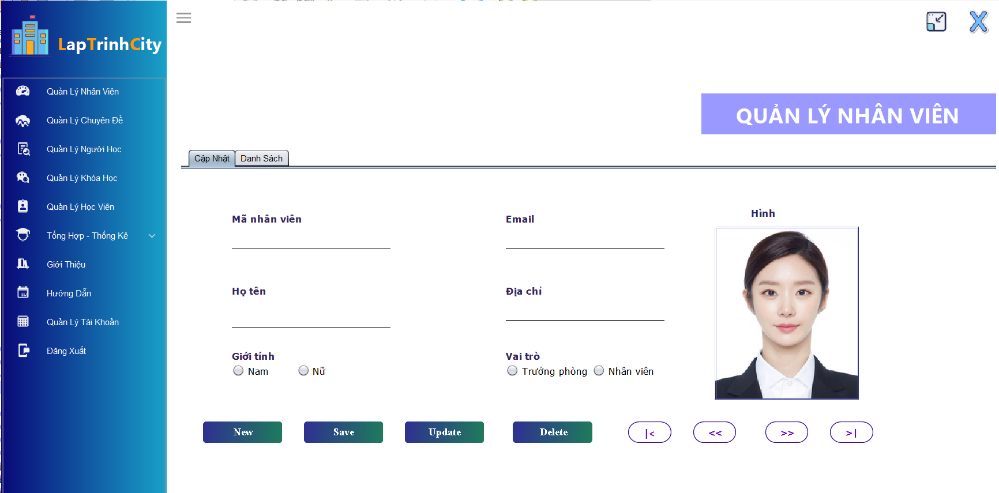 LapTrinhCity
Quản Lý Nhân Viên
Quản Lý Chuyên Đề
Quản Lý Người Học
Quản Lý Khóa Học
Quản Lý Học Viên
Tổng Hợp - Thống Kê
Giới Thiệu
Hướng Dẫn
Quản Lý Tài Khoản
Đăng Xuất
QUẢN LÝ NHÂN VIÊN
Cập Nhật Danh Sách
Mã nhân viên
Email
Hình
Họ tên
Địa chỉ
Giới tính
Nam Nữ
Vai trò
Trưởng phòng Nhân viên
New Save Update Delete |< << >> >|